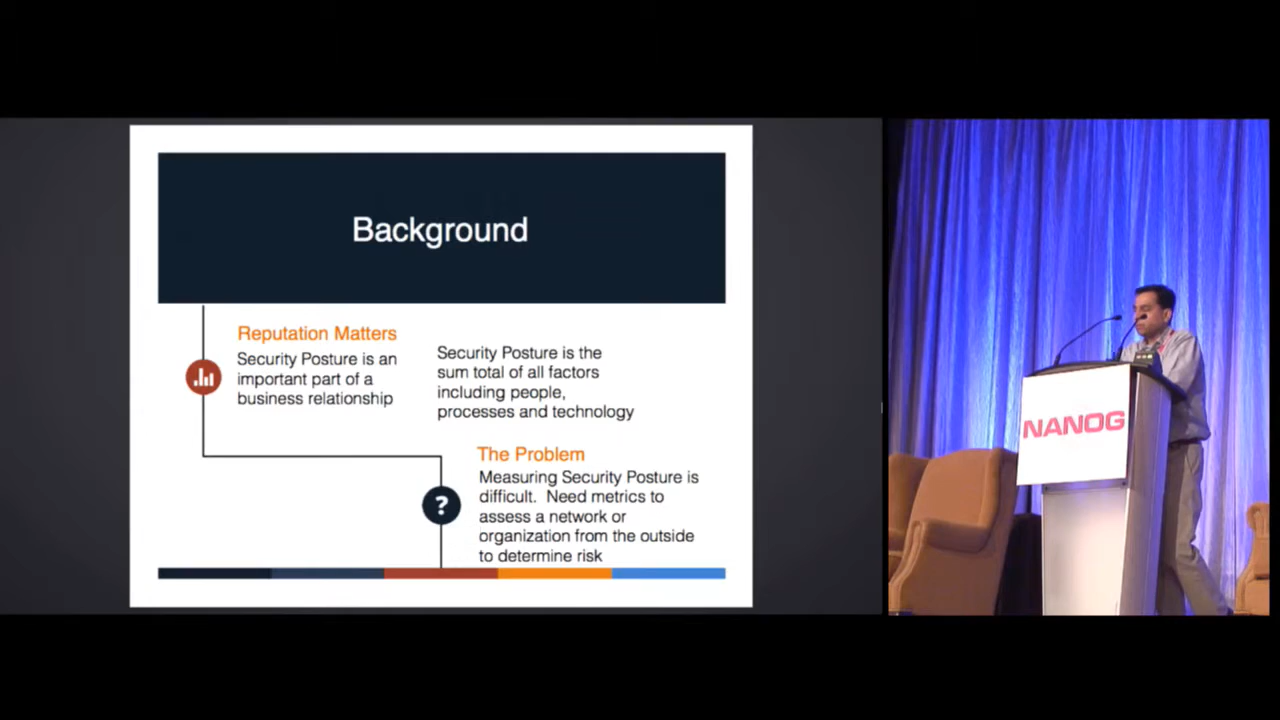 Background
Reputation Matters
Security Posture is an
important part of a
business relationship
Security Posture is the
sum total of all factors
including people,
processes and technology
The Problem
Measuring Security Posture is
difficult.  Need metrics to
assess a network or
organization from the outside
to determine risk
?
NANOG